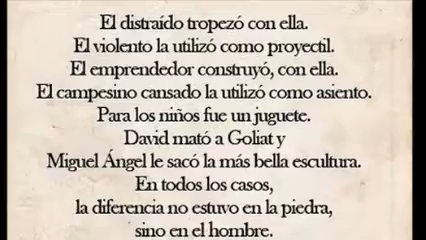 El distraído tropezó con ella.
El violento la utilizó como proyectil.
El emprendedor construyó, con ella.
El campesino cansado la utilizó como asiento.
Para los niños fue un juguete.
David mató a Goliat y
Miguel Ángel le sacó la más bella escultura.
En todos los casos,
la diferencia no estuvo en la piedra,
sino en el hombre.